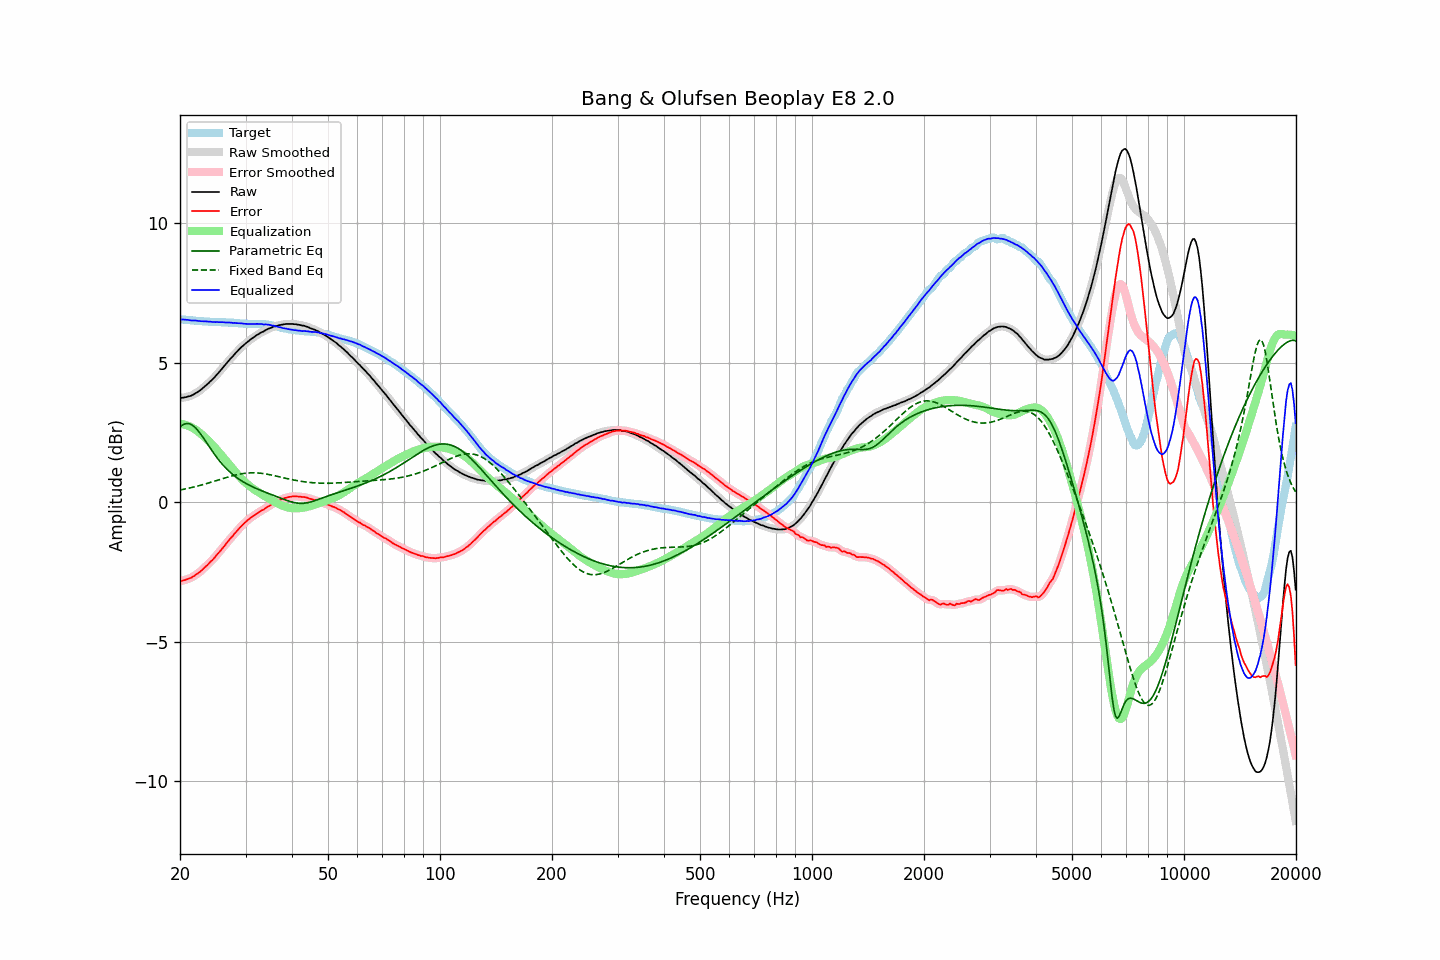 Bang & Olufsen Beoplay E8 2.0
Target
Raw Smoothed
Error Smoothed
Raw
Error
Equalization
Parametric Eq
Fixed Band Eq
Equalized
Amplitude (dBr)
10
5
0
−5
−10
20 50 100 200 500 1000 2000 5000 10000 20000
Frequency (Hz)